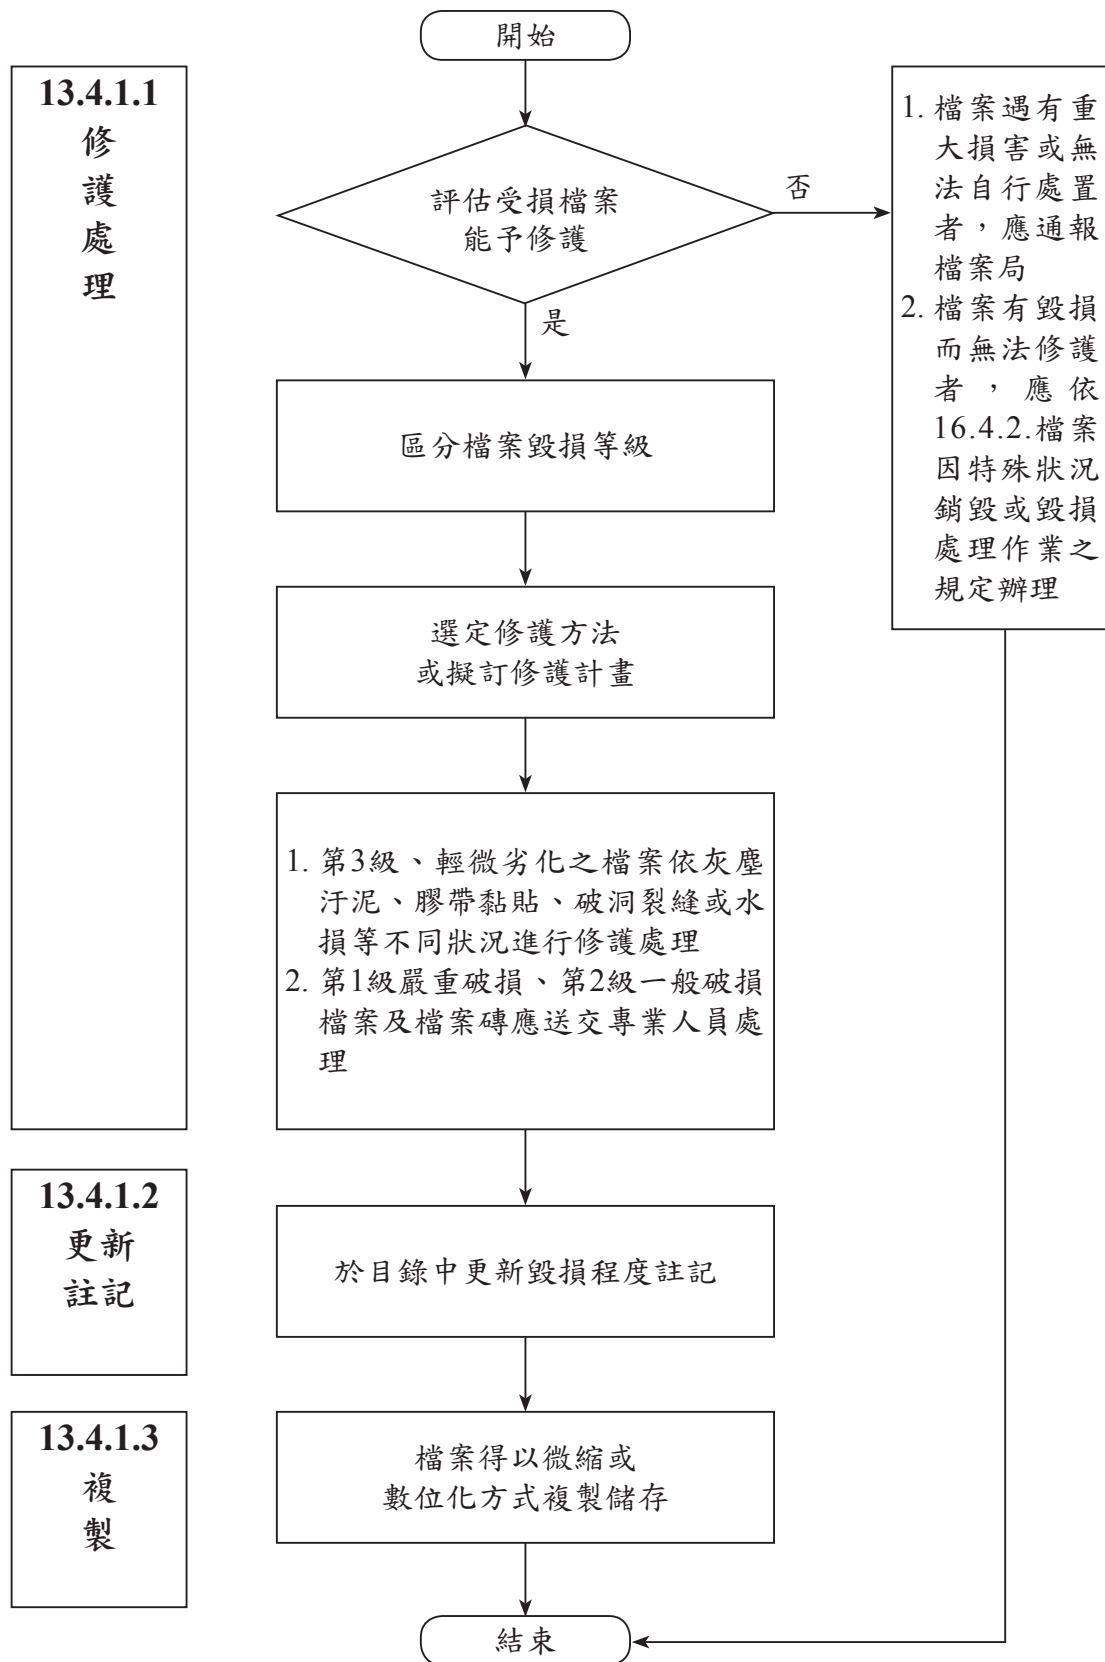 開始
13.4.1.1
修
護
處
理
評估受損檔案
能予修護
否
是
1. 檔案遇有重
大損害或無
法自行處置
者，應通報
檔案局
2. 檔案有毀損
而無法修護
者，應依
16.4.2.檔案
因特殊狀況
銷毀或毀損
處理作業之
規定辦理
區分檔案毀損等級
選定修護方法
或擬訂修護計畫
1. 第3級、輕微劣化之檔案依灰塵
汙泥、膠帶黏貼、破洞裂縫或水
損等不同狀況進行修護處理
2. 第1級嚴重破損、第2級一般破損
檔案及檔案磚應送交專業人員處
理
13.4.1.2
更新
註記
於目錄中更新毀損程度註記
13.4.1.3
複
製
檔案得以微縮或
數位化方式複製儲存
結束